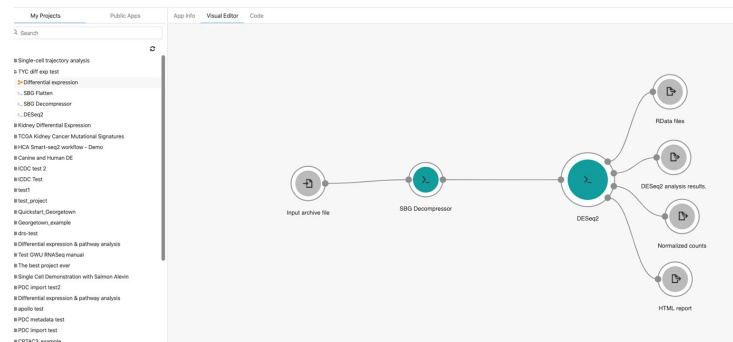 My Projects
Public Apps
App Info
Visual Editor
Code
Search
Single-cell trajectory analysis
TYC diff exp test
Differential expression
>_ SBG Flatten
>_ SBG Decompressor
>_ DESeq2
Kidney Differential Expression
TCGA Kidney Cancer Mutational Signatures
HCA Smart-seq2 workflow - Demo
Canine and Human DE
ICDC test 2
ICDC Test
test1
test_project
Quickstart_Georgetown
Georgetown_example
drs-test
Differential expression & pathway analysis
Test GWU RNASeq manual
The best project ever
Single Cell Demonstration with Salmon Alevin
PDC import test2
Differential expression & pathway analysis
apollo test
PDC metadata test
PDC import test
CPTAC3_example
Input archive file
>_
SBG Decompressor
>_
DESeq2
RData files
DESeq2 analysis results.
Normalized counts
HTML report